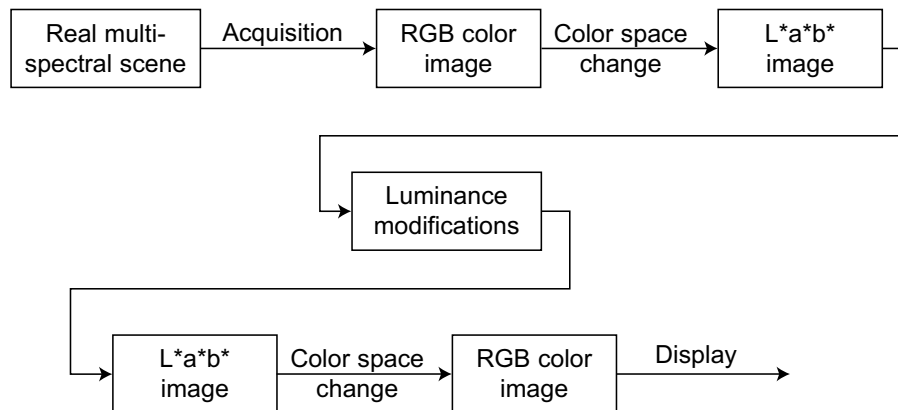 Real multi-
spectral scene
Acquisition
RGB color
image
Color space
change
L*a*b*
image
Luminance
modifications
L*a*b*
image
Color space
change
RGB color
image
Display